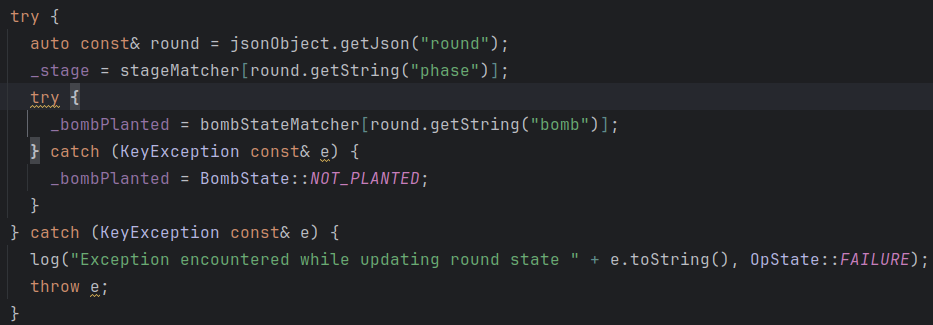 try {
  auto const& round = jsonObject.getJson("round");
  _stage = stageMatcher[round.getString("phase")];
  try {
    _bombPlanted = bombStateMatcher[round.getString("bomb")];
  } catch (KeyException const& e) {
    _bombPlanted = BombState::NOT_PLANTED;
  }
} catch (KeyException const& e) {
  log("Exception encountered while updating round state " + e.toString(), OpState::FAILURE);
  throw e;
}